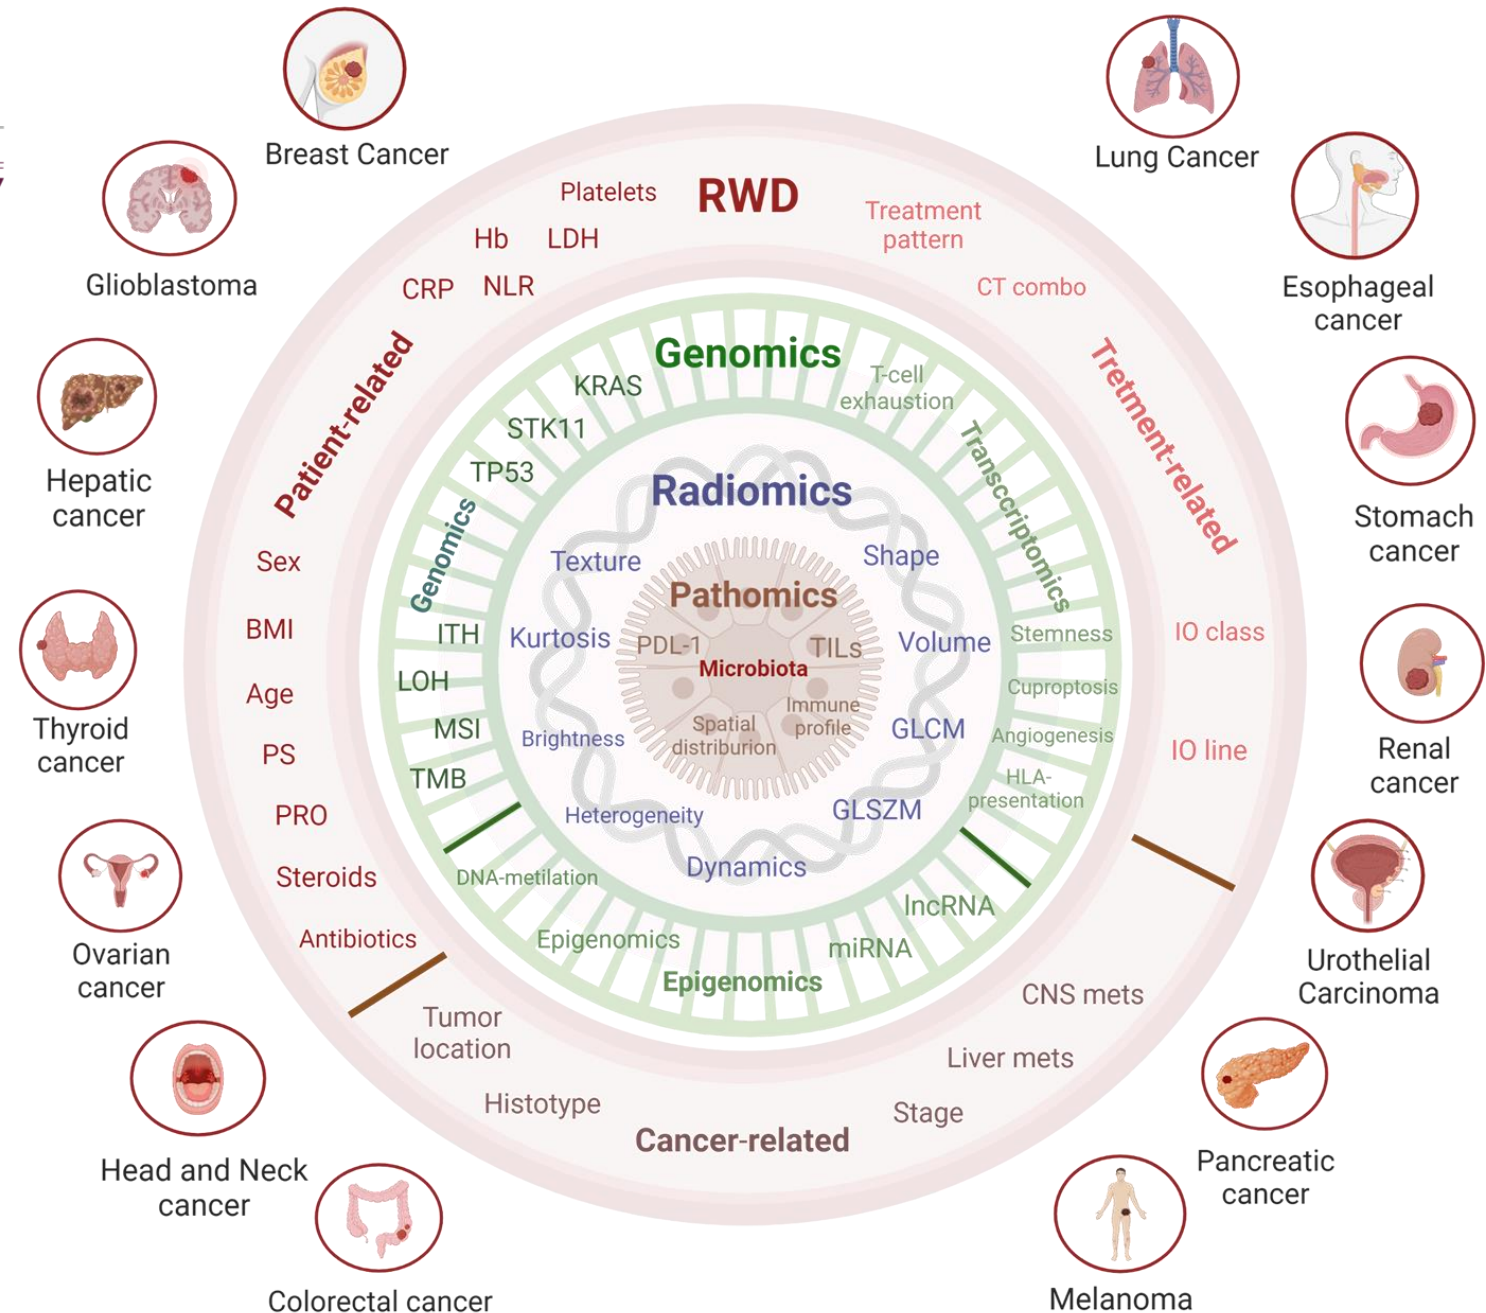 Breast Cancer
Lung Cancer
Glioblastoma
Esophageal
cancer
Hepatic
cancer
Stomach
cancer
Thyroid
cancer
Renal
cancer
Ovarian
cancer
Urothelial
Carcinoma
Head and Neck
cancer
Pancreatic
cancer
Colorectal cancer
Melanoma
RWD
Platelets
Hb
LDH
CRP
NLR
Patient-related
Sex
BMI
Age
PS
PRO
Steroids
Antibiotics
Treatment
pattern
CT combo
Tretment-related
IO class
IO line
Tumor
location
Histotype
Cancer-related
Stage
Liver mets
CNS mets
Genomics
KRAS
STK11
TP53
Genomics
ITH
LOH
MSI
TMB
T-cell
exhaustion
Transcriptomics
Stemness
Cuproptosis
Angiogenesis
HLA-
presentation
DNA-metilation
Epigenomics
Epigenomics
miRNA
lncRNA
Radiomics
Texture
Shape
Kurtosis
Volume
Brightness
GLCM
Heterogeneity
GLSZM
Dynamics
Pathomics
PDL-1
TILs
Microbiota
Spatial
distriburion
Immune
profile